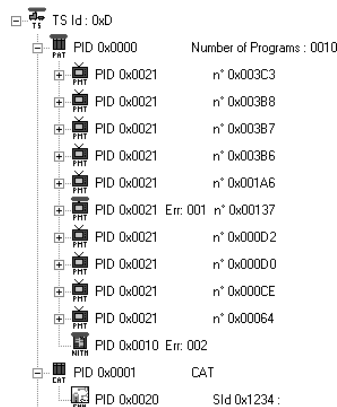 TS TS Id : 0xD
PAT PID 0x0000 Number of Programs : 0010
PMT PID 0x0021 n° 0x003C3
PMT PID 0x0021 n° 0x003B8
PMT PID 0x0021 n° 0x003B7
PMT PID 0x0021 n° 0x003B6
PMT PID 0x0021 n° 0x001A6
PMT PID 0x0021 Err: 001 n° 0x00137
PMT PID 0x0021 n° 0x000D2
PMT PID 0x0021 n° 0x000D0
PMT PID 0x0021 n° 0x000CE
PMT PID 0x0021 n° 0x00064
PID 0x0010 Err: 002
CAT PID 0x0001 CAT
PID 0x0020 SId 0x1234 :